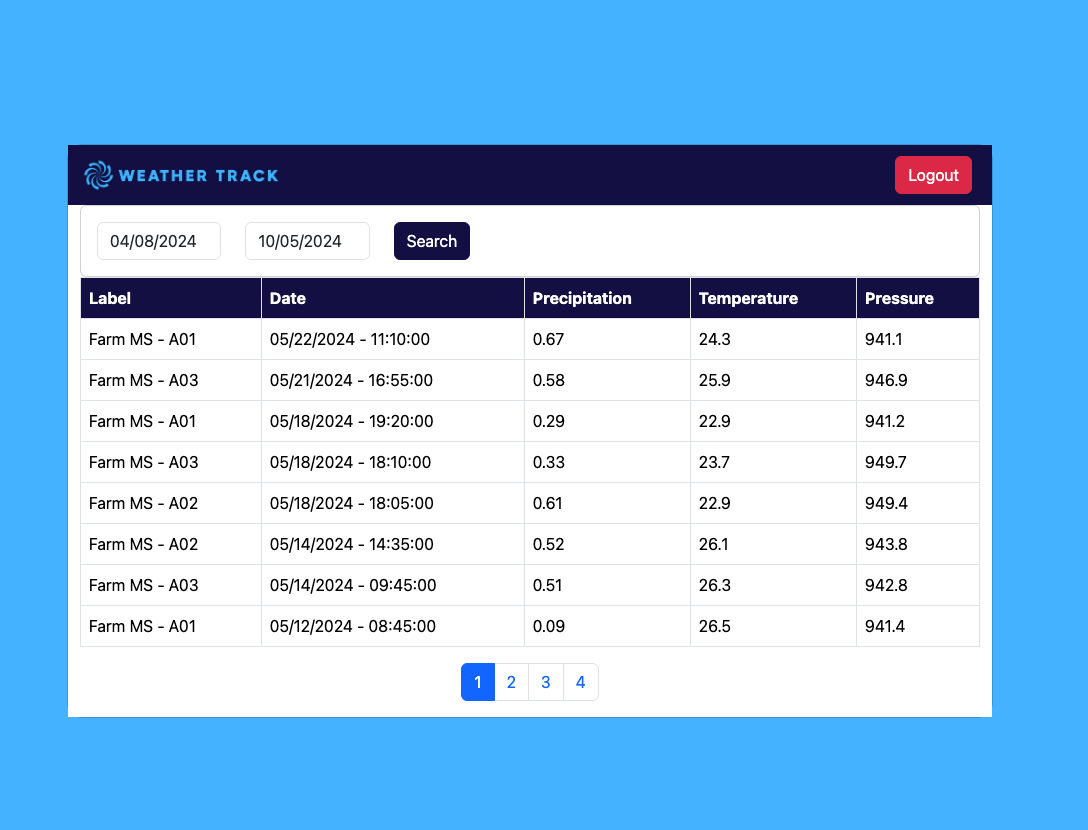 WEATHER TRACK Logout
04/08/2024 10/05/2024 Search
Label Date Precipitation Temperature Pressure
Farm MS - A01 05/22/2024 - 11:10:00 0.67 24.3 941.1
Farm MS - A03 05/21/2024 - 16:55:00 0.58 25.9 946.9
Farm MS - A01 05/18/2024 - 19:20:00 0.29 22.9 941.2
Farm MS - A03 05/18/2024 - 18:10:00 0.33 23.7 949.7
Farm MS - A02 05/18/2024 - 18:05:00 0.61 22.9 949.4
Farm MS - A02 05/14/2024 - 14:35:00 0.52 26.1 943.8
Farm MS - A03 05/14/2024 - 09:45:00 0.51 26.3 942.8
Farm MS - A01 05/12/2024 - 08:45:00 0.09 26.5 941.4
1 2 3 4